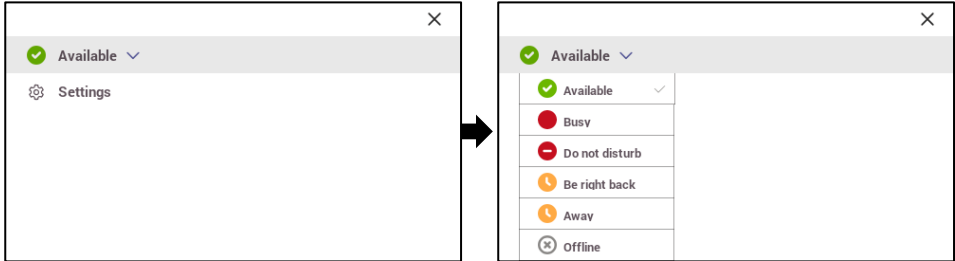 Available
Settings
Available
Available
Busy
Do not disturb
Be right back
Away
Offline